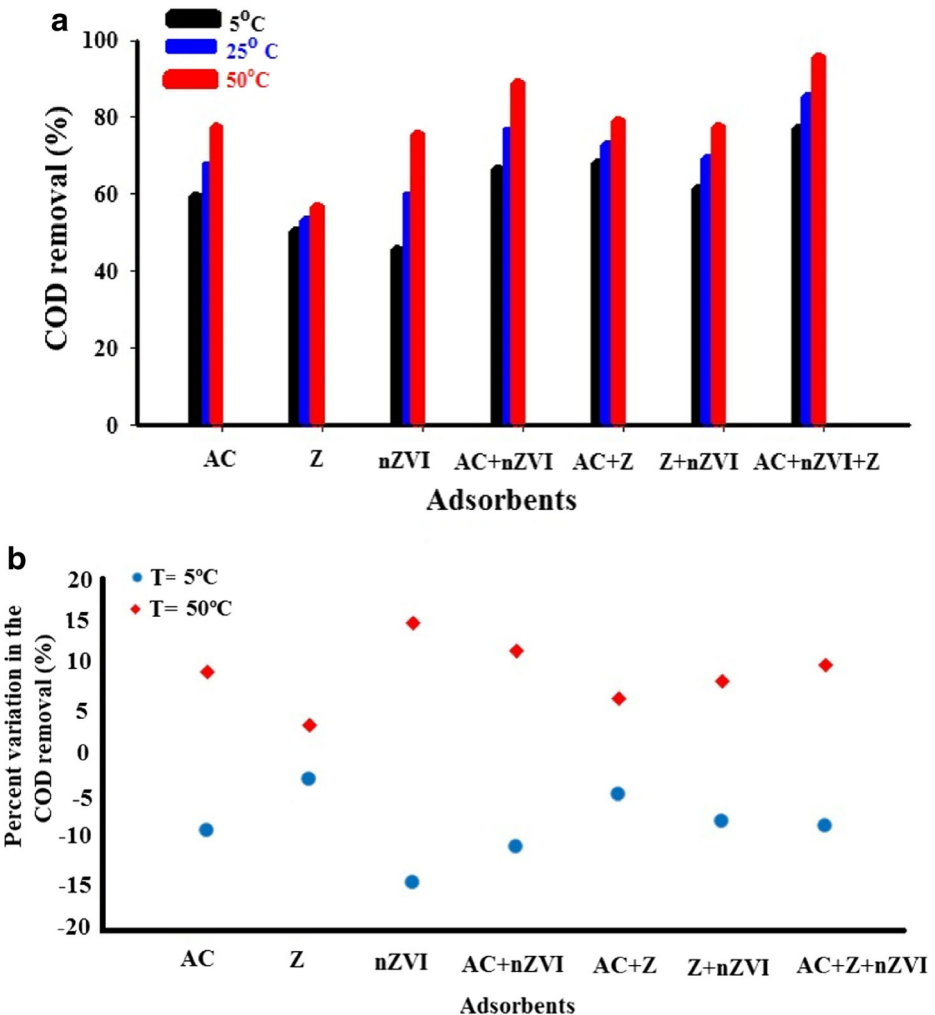 a
5°C
25° C
50°C
COD removal (%)
100
80
60
40
20
0
AC Z nZVI AC+nZVI AC+Z Z+nZVI AC+nZVI+Z
Adsorbents
b
T= 5ºC
T= 50ºC
Percent variation in the
COD removal (%)
20
15
10
5
0
-5
-10
-15
-20
AC Z nZVI AC+nZVI AC+Z Z+nZVI AC+Z+nZVI
Adsorbents